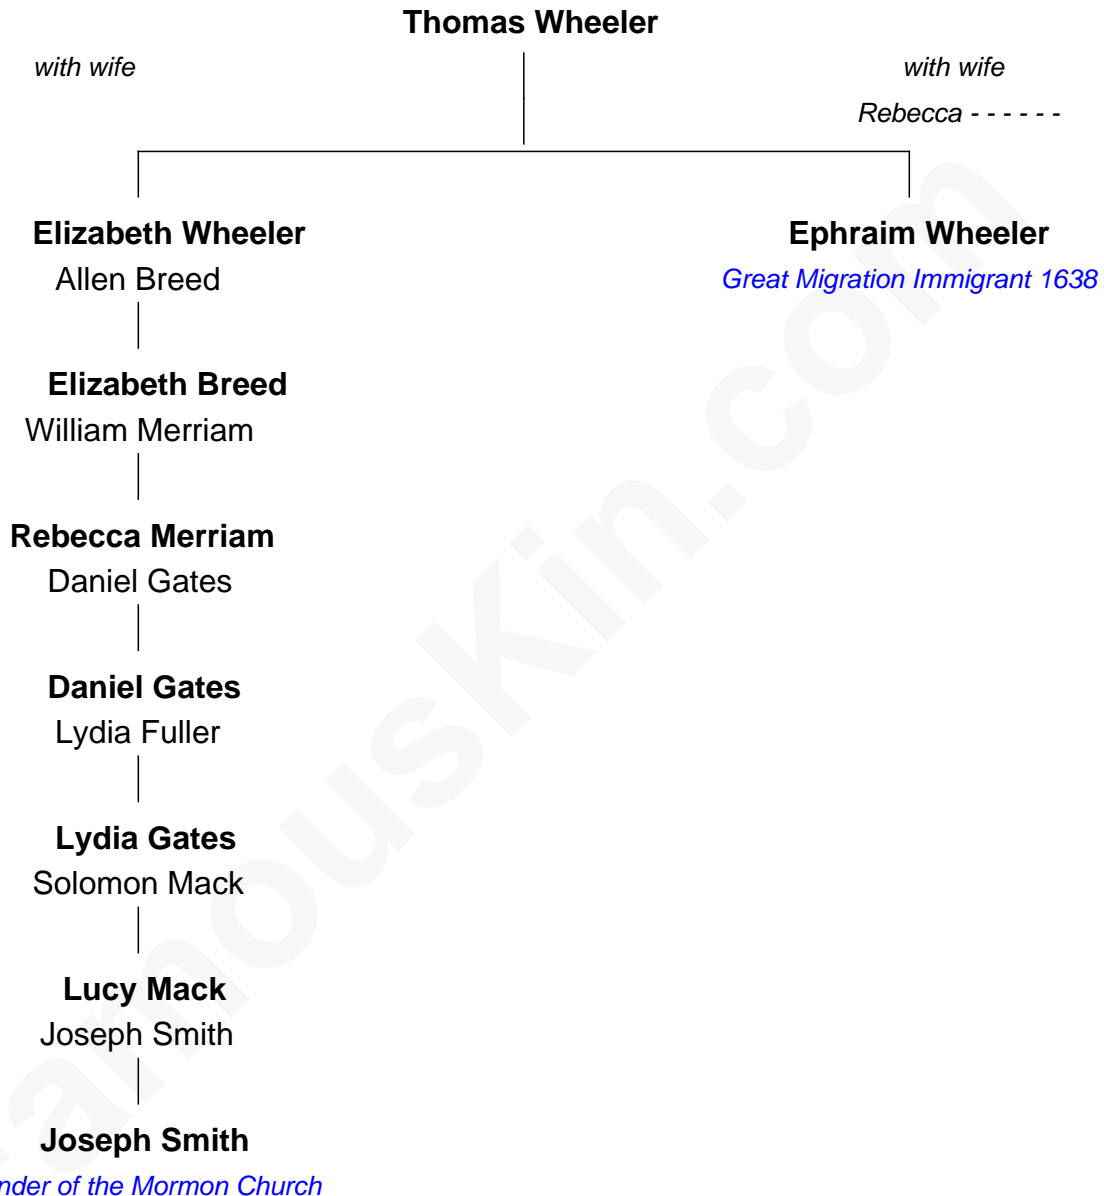 Thomas Wheeler
with wife
with wife
Rebecca - - - - - -
Elizabeth Wheeler
Ephraim Wheeler
Allen Breed
Great Migration Immigrant 1638
Elizabeth Breed
William Merriam
Rebecca Merriam
Daniel Gates
Daniel Gates
Lydia Fuller
Lydia Gates
Solomon Mack
Lucy Mack
Joseph Smith
Joseph Smith
nder of the Mormon Church
amouskin.com